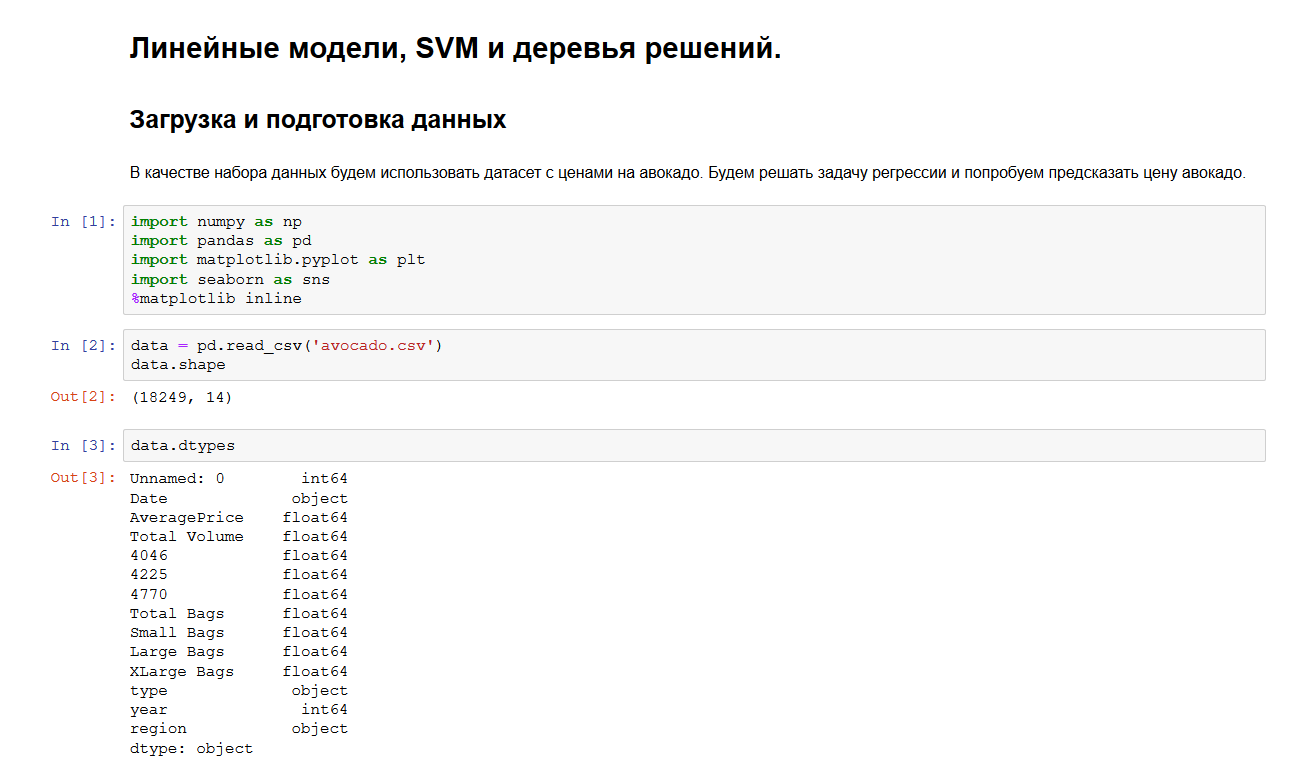 Линейные модели, SVM и деревья решений.
Загрузка и подготовка данных
В качестве набора данных будем использовать датасет с ценами на авокадо. Будем решать задачу регрессии и попробуем предсказать цену авокадо.
In [1]: import numpy as np
import pandas as pd
import matplotlib.pyplot as plt
import seaborn as sns
%matplotlib inline
In [2]: data = pd.read_csv('avocado.csv')
data.shape
Out[2]: (18249, 14)
In [3]: data.dtypes
Out[3]: Unnamed: 0 int64
Date object
AveragePrice float64
Total Volume float64
4046 float64
4225 float64
4770 float64
Total Bags float64
Small Bags float64
Large Bags float64
XLarge Bags float64
type object
year int64
region object
dtype: object